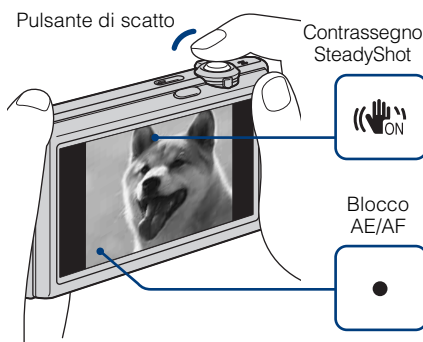 Pulsante di scatto
Contrassegno
SteadyShot
ON
Blocco
AE/AF